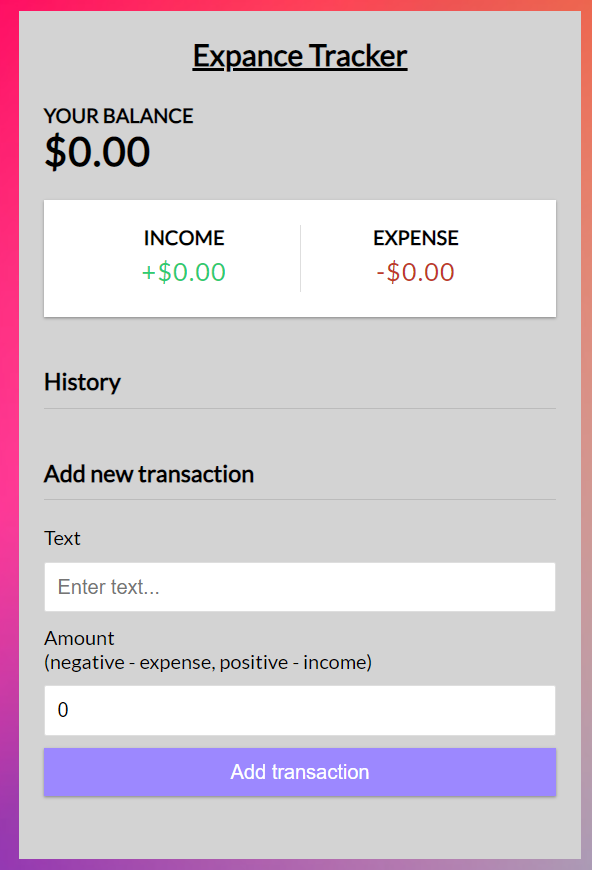 Expance Tracker
YOUR BALANCE
$0.00
INCOME
EXPENSE
+$0.00
-$0.00
History
Add new transaction
Text
Enter text...
Amount
(negative - expense, positive - income)
0
Add transaction